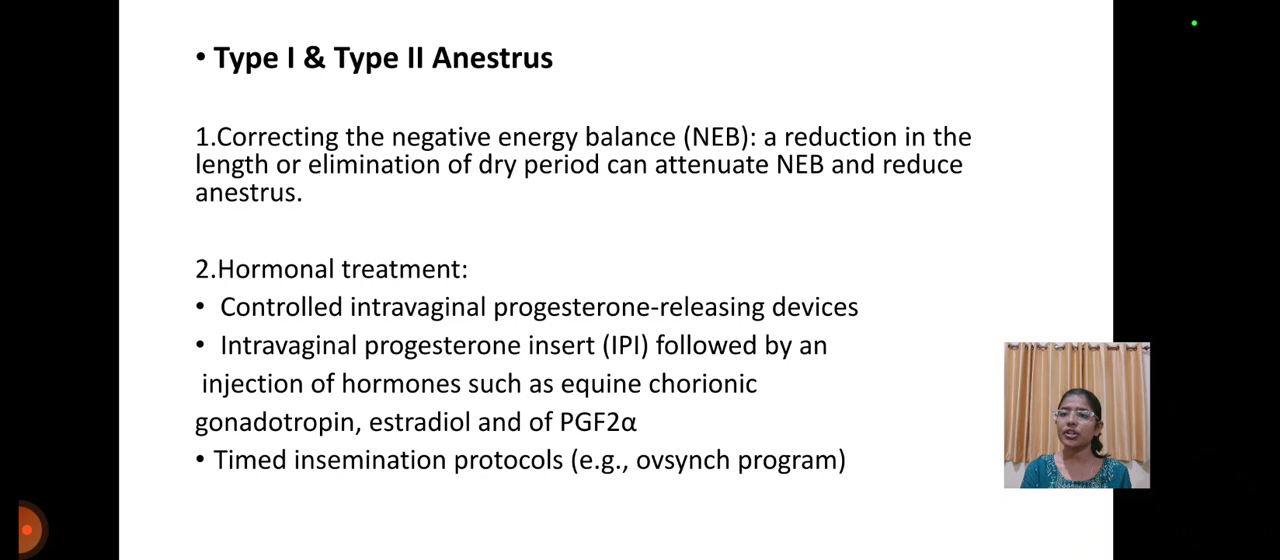 • Type I & Type II Anestrus
1.Correcting the negative energy balance (NEB): a reduction in the
length or elimination of dry period can attenuate NEB and reduce
anestrus.
2.Hormonal treatment:
• Controlled intravaginal progesterone-releasing devices
• Intravaginal progesterone insert (IPI) followed by an
injection of hormones such as equine chorionic
gonadotropin, estradiol and of PGF2α
• Timed insemination protocols (e.g., ovsynch program)